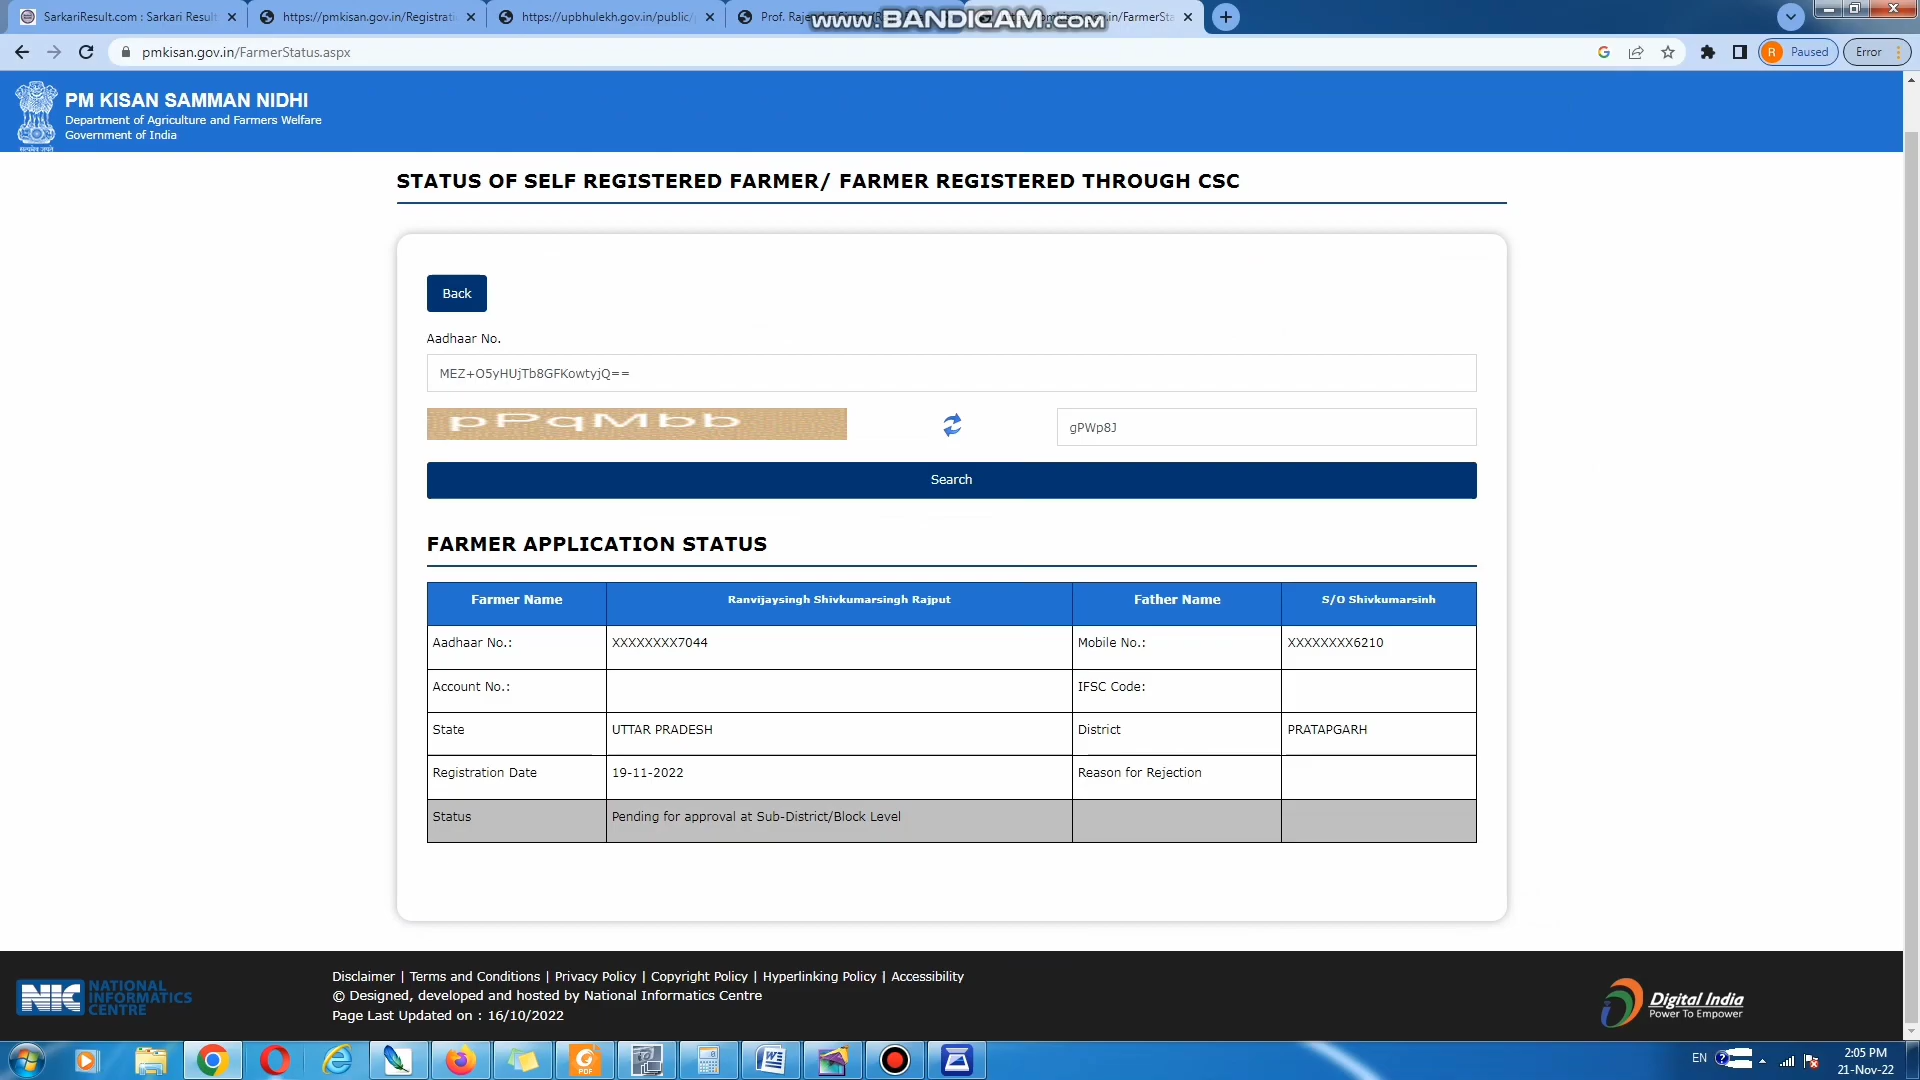 SarkariResult.com : Sarkari Result
https://pmkisan.gov.in/Registrati
https://upbhulekh.gov.in/public/
Prof.
www.BANDICAM.com
pmkisan.gov.in/FarmerStatus.aspx
R Paused
Error
PM KISAN SAMMAN NIDHI
Department of Agriculture and Farmers Welfare
Government of India
सत्यमेव जयते
STATUS OF SELF REGISTERED FARMER/ FARMER REGISTERED THROUGH CSC
Back
Aadhaar No.
MEZ+O5yHUjTb8GFKowtyjQ==
pPqMbb
gPWp8J
Search
FARMER APPLICATION STATUS
Farmer Name Ranvijaysingh Shivkumarsingh Rajput Father Name S/O Shivkumarsinh
Aadhaar No.: XXXXXXXX7044 Mobile No.: XXXXXXXX6210
Account No.: IFSC Code:
State UTTAR PRADESH District PRATAPGARH
Registration Date 19-11-2022 Reason for Rejection
Status Pending for approval at Sub-District/Block Level
NIC NATIONAL
INFORMATICS
CENTRE
Disclaimer | Terms and Conditions | Privacy Policy | Copyright Policy | Hyperlinking Policy | Accessibility
© Designed, developed and hosted by National Informatics Centre
Page Last Updated on : 16/10/2022
Digital India
Power To Empower
EN
2:05 PM
21-Nov-22